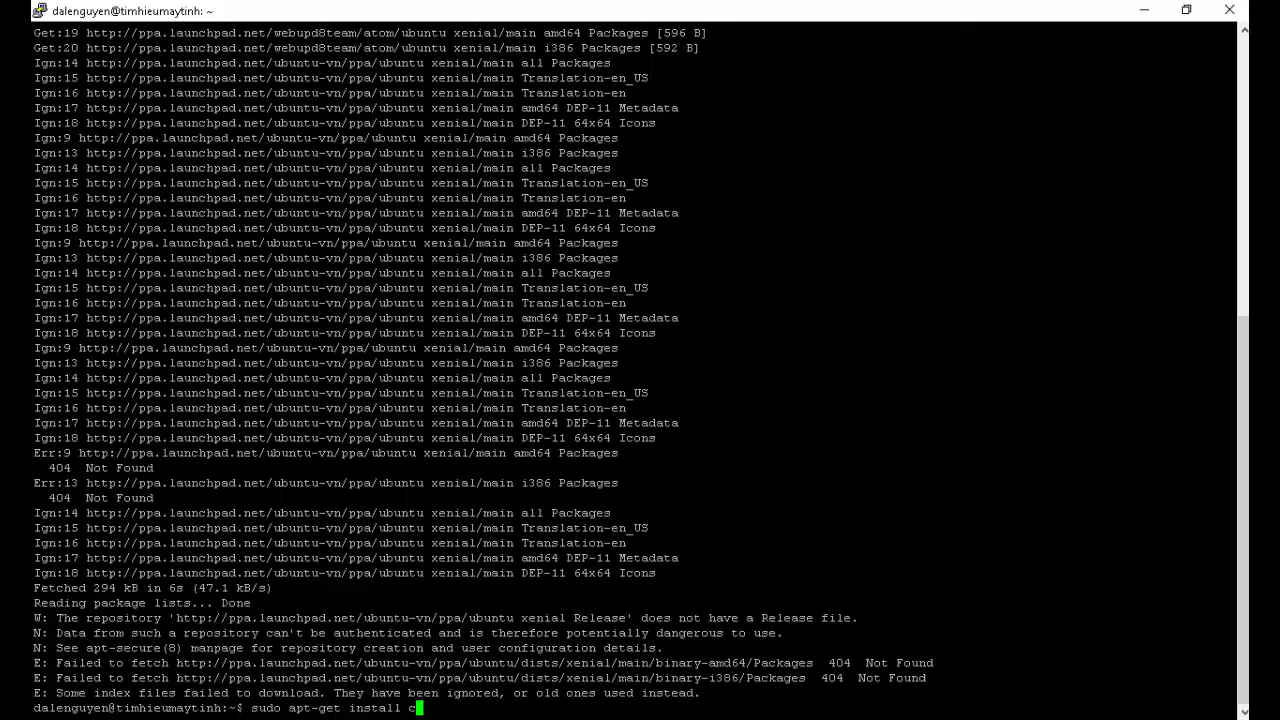 dalenguyen@timhieumaytinh: ~
Get:19 http://ppa.launchpad.net/webupd8team/atom/ubuntu xenial/main amd64 Packages [596 B]
Get:20 http://ppa.launchpad.net/webupd8team/atom/ubuntu xenial/main i386 Packages [592 B]
Ign:14 http://ppa.launchpad.net/ubuntu-vn/ppa/ubuntu xenial/main all Packages
Ign:15 http://ppa.launchpad.net/ubuntu-vn/ppa/ubuntu xenial/main Translation-en_US
Ign:16 http://ppa.launchpad.net/ubuntu-vn/ppa/ubuntu xenial/main Translation-en
Ign:17 http://ppa.launchpad.net/ubuntu-vn/ppa/ubuntu xenial/main amd64 DEP-11 Metadata
Ign:18 http://ppa.launchpad.net/ubuntu-vn/ppa/ubuntu xenial/main DEP-11 64x64 Icons
Ign:9 http://ppa.launchpad.net/ubuntu-vn/ppa/ubuntu xenial/main amd64 Packages
Ign:13 http://ppa.launchpad.net/ubuntu-vn/ppa/ubuntu xenial/main i386 Packages
Ign:14 http://ppa.launchpad.net/ubuntu-vn/ppa/ubuntu xenial/main all Packages
Ign:15 http://ppa.launchpad.net/ubuntu-vn/ppa/ubuntu xenial/main Translation-en_US
Ign:16 http://ppa.launchpad.net/ubuntu-vn/ppa/ubuntu xenial/main Translation-en
Ign:17 http://ppa.launchpad.net/ubuntu-vn/ppa/ubuntu xenial/main amd64 DEP-11 Metadata
Ign:18 http://ppa.launchpad.net/ubuntu-vn/ppa/ubuntu xenial/main DEP-11 64x64 Icons
Ign:9 http://ppa.launchpad.net/ubuntu-vn/ppa/ubuntu xenial/main amd64 Packages
Ign:13 http://ppa.launchpad.net/ubuntu-vn/ppa/ubuntu xenial/main i386 Packages
Ign:14 http://ppa.launchpad.net/ubuntu-vn/ppa/ubuntu xenial/main all Packages
Ign:15 http://ppa.launchpad.net/ubuntu-vn/ppa/ubuntu xenial/main Translation-en_US
Ign:16 http://ppa.launchpad.net/ubuntu-vn/ppa/ubuntu xenial/main Translation-en
Ign:17 http://ppa.launchpad.net/ubuntu-vn/ppa/ubuntu xenial/main amd64 DEP-11 Metadata
Ign:18 http://ppa.launchpad.net/ubuntu-vn/ppa/ubuntu xenial/main DEP-11 64x64 Icons
Ign:9 http://ppa.launchpad.net/ubuntu-vn/ppa/ubuntu xenial/main amd64 Packages
Ign:13 http://ppa.launchpad.net/ubuntu-vn/ppa/ubuntu xenial/main i386 Packages
Ign:14 http://ppa.launchpad.net/ubuntu-vn/ppa/ubuntu xenial/main all Packages
Ign:15 http://ppa.launchpad.net/ubuntu-vn/ppa/ubuntu xenial/main Translation-en_US
Ign:16 http://ppa.launchpad.net/ubuntu-vn/ppa/ubuntu xenial/main Translation-en
Ign:17 http://ppa.launchpad.net/ubuntu-vn/ppa/ubuntu xenial/main amd64 DEP-11 Metadata
Ign:18 http://ppa.launchpad.net/ubuntu-vn/ppa/ubuntu xenial/main DEP-11 64x64 Icons
Err:9 http://ppa.launchpad.net/ubuntu-vn/ppa/ubuntu xenial/main amd64 Packages
  404  Not Found
Err:13 http://ppa.launchpad.net/ubuntu-vn/ppa/ubuntu xenial/main i386 Packages
  404  Not Found
Ign:14 http://ppa.launchpad.net/ubuntu-vn/ppa/ubuntu xenial/main all Packages
Ign:15 http://ppa.launchpad.net/ubuntu-vn/ppa/ubuntu xenial/main Translation-en_US
Ign:16 http://ppa.launchpad.net/ubuntu-vn/ppa/ubuntu xenial/main Translation-en
Ign:17 http://ppa.launchpad.net/ubuntu-vn/ppa/ubuntu xenial/main amd64 DEP-11 Metadata
Ign:18 http://ppa.launchpad.net/ubuntu-vn/ppa/ubuntu xenial/main DEP-11 64x64 Icons
Fetched 294 kB in 6s (47.1 kB/s)
Reading package lists... Done
W: The repository 'http://ppa.launchpad.net/ubuntu-vn/ppa/ubuntu xenial Release' does not have a Release file.
N: Data from such a repository can't be authenticated and is therefore potentially dangerous to use.
N: See apt-secure(8) manpage for repository creation and user configuration details.
E: Failed to fetch http://ppa.launchpad.net/ubuntu-vn/ppa/ubuntu/dists/xenial/main/binary-amd64/Packages  404  Not Found
E: Failed to fetch http://ppa.launchpad.net/ubuntu-vn/ppa/ubuntu/dists/xenial/main/binary-i386/Packages  404  Not Found
E: Some index files failed to download. They have been ignored, or old ones used instead.
dalenguyen@timhieumaytinh:~$ sudo apt-get install c